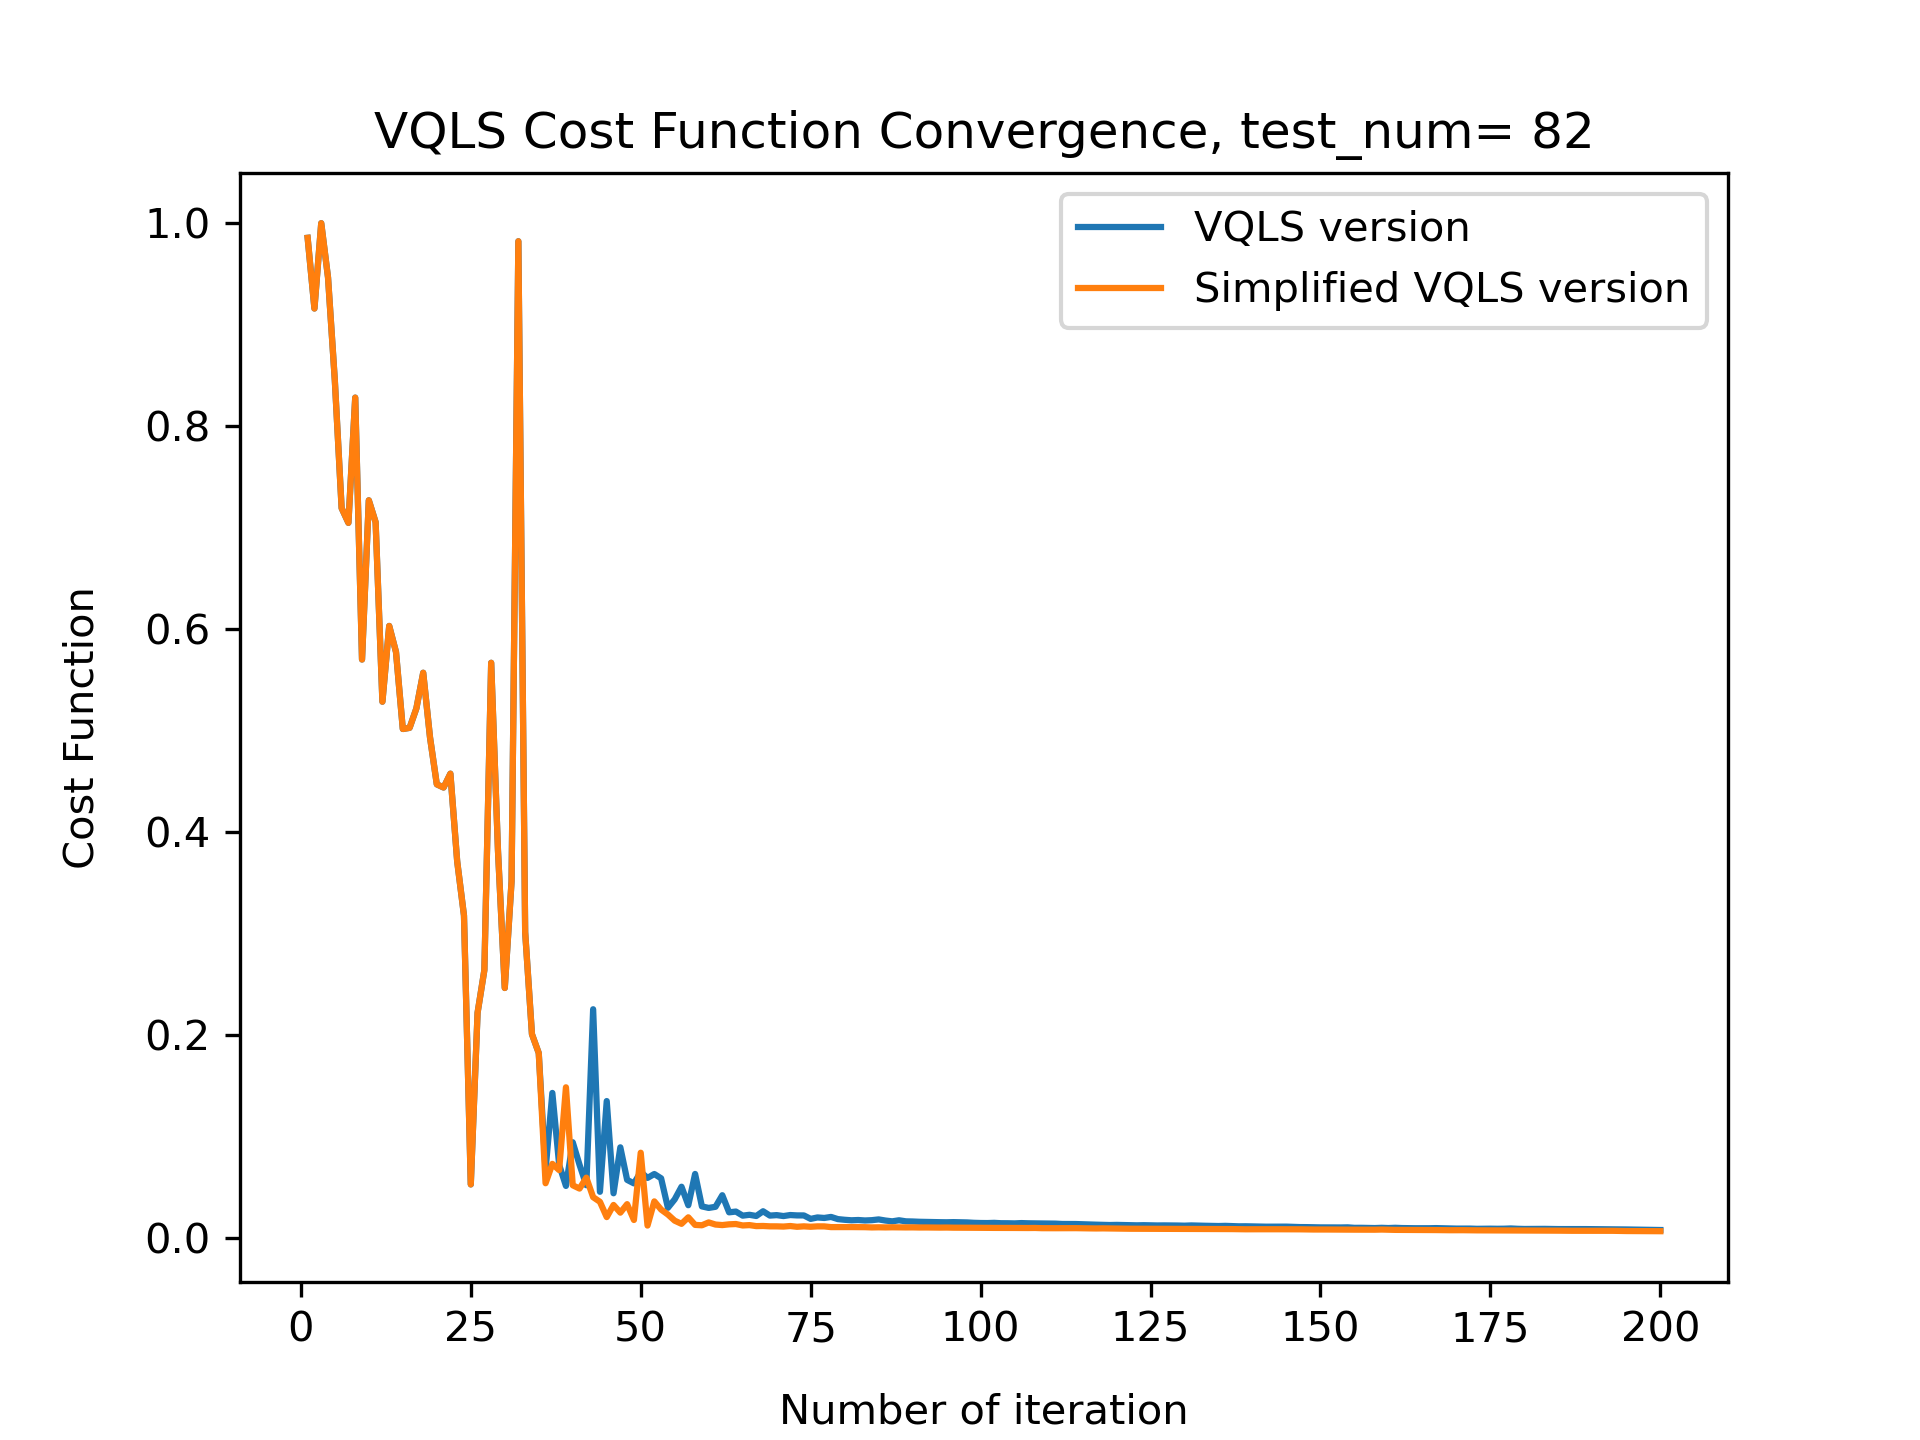 VQLS Cost Function Convergence, test_num= 82
VQLS version
Simplified VQLS version
1.0
0.8
0.6
0.4
0.2
0.0
Cost Function
0 25 50 75 100 125 150 175 200
Number of iteration